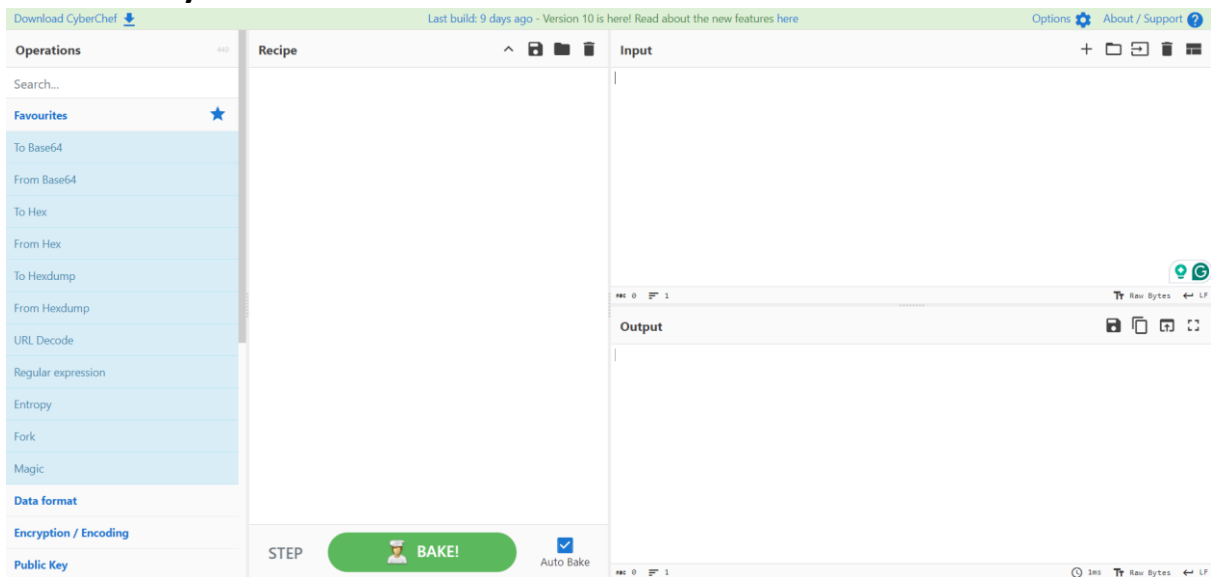 Download CyberChef
Last build: 9 days ago - Version 10 is here! Read about the new features here
Options
About / Support
Operations
440
Recipe
Input
Search...
Favourites
To Base64
From Base64
To Hex
From Hex
To Hexdump
From Hexdump
URL Decode
Regular expression
Entropy
Fork
Magic
Data format
Encryption / Encoding
Public Key
STEP
BAKE!
Auto Bake
0
1
Tr Raw Bytes
LF
Output
0
1
1ms
Tr Raw Bytes
LF